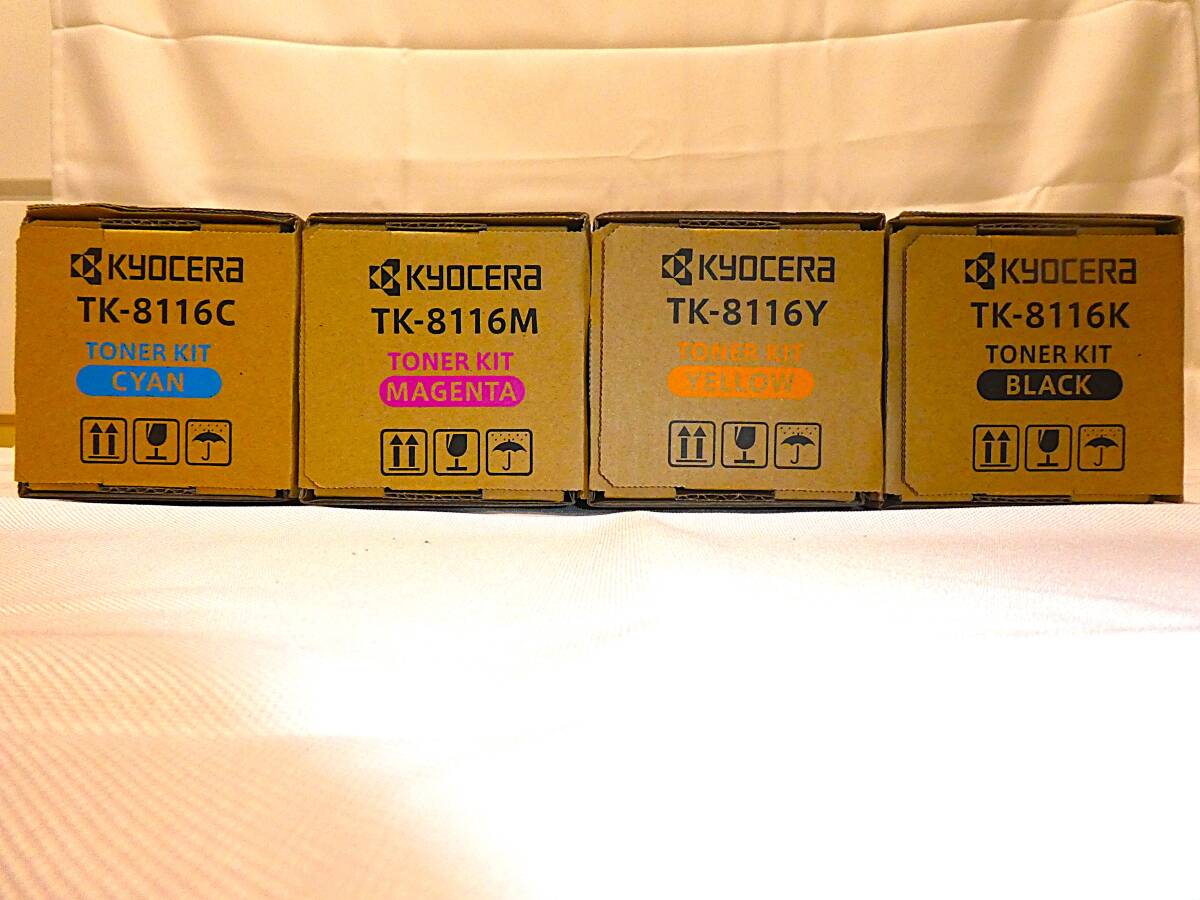 KYOCERA
TK-8116C
TONER KIT
CYAN
KYOCERA
TK-8116M
TONER KIT
MAGENTA
KYOCERA
TK-8116Y
TONER KIT
YELLOW
KYOCERA
TK-8116K
TONER KIT
BLACK